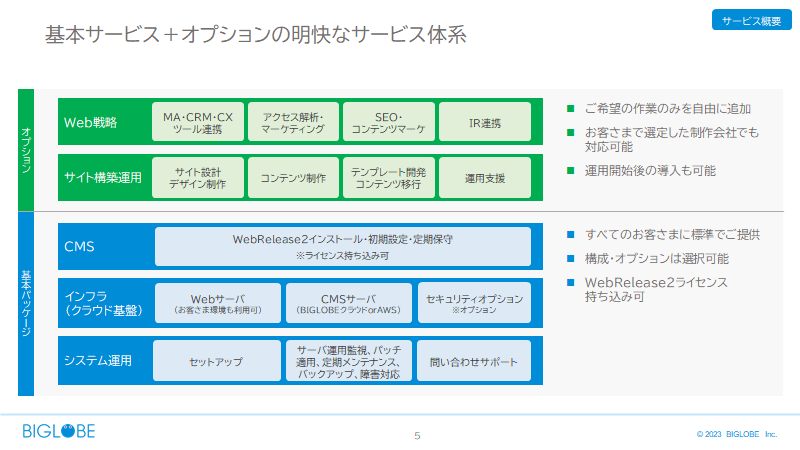 サービス概要
基本サービス＋オプションの明快なサービス体系
オプション
Web戦略
MA・CRM・CX
ツール連携
アクセス解析・
マーケティング
SEO・
コンテンツマーケ
IR連携
サイト構築運用
サイト設計
デザイン制作
コンテンツ制作
テンプレート開発
コンテンツ移行
運用支援
■ ご希望の作業のみを自由に追加
■ お客さまで選定した制作会社でも
対応可能
■ 運用開始後の導入も可能
基本パッケージ
CMS
WebRelease2インストール・初期設定・定期保守
※ライセンス持ち込み可
インフラ
（クラウド基盤）
Webサーバ
（お客さま環境も利用可）
CMSサーバ
（BIGLOBEクラウドorAWS）
セキュリティオプション
※オプション
システム運用
セットアップ
サーバ運用監視、パッチ
適用、定期メンテナンス、
バックアップ、障害対応
問い合わせサポート
■ すべてのお客さまに標準でご提供
■ 構成・オプションは選択可能
■ WebRelease2ライセンス
持ち込み可
BIGLOBE
5
© 2023 BIGLOBE Inc.